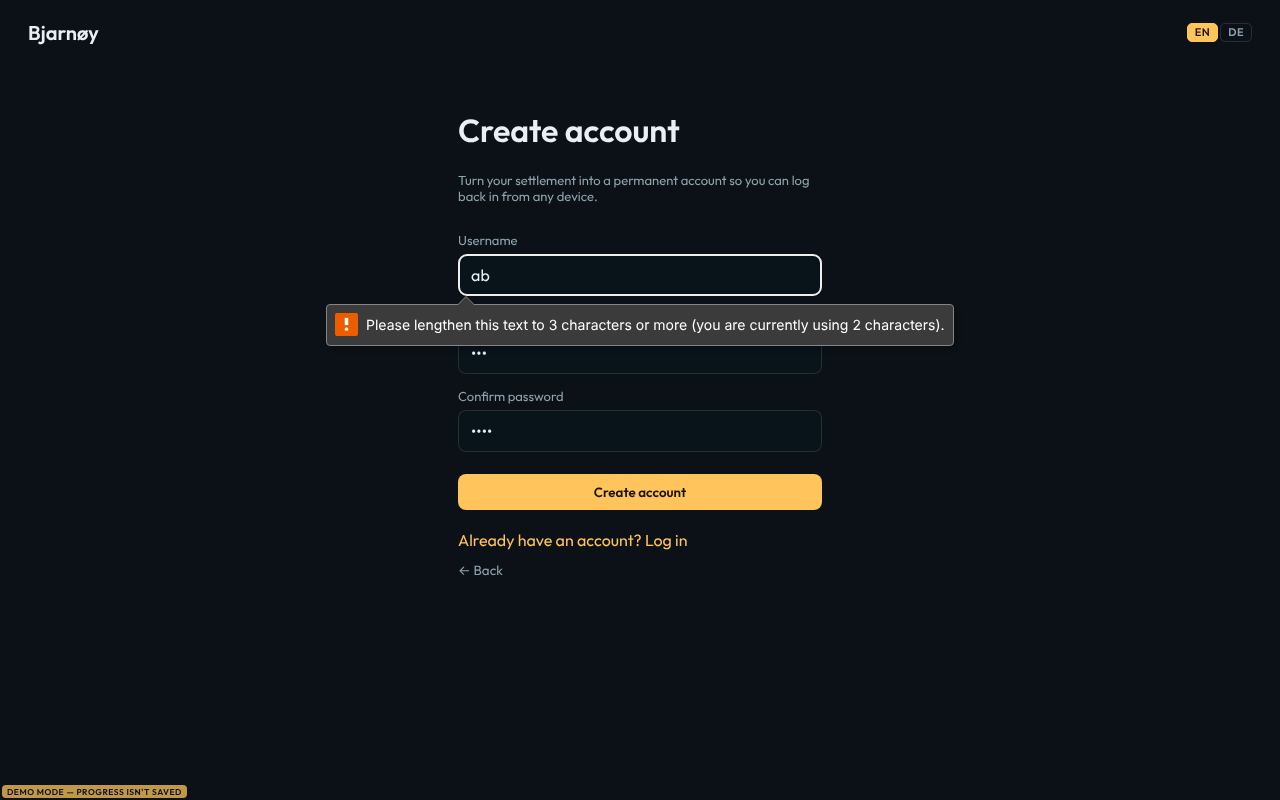 Bjarnøy
EN
DE
Create account
Turn your settlement into a permanent account so you can log
back in from any device.
Username
ab
Please lengthen this text to 3 characters or more (you are currently using 2 characters).
•••
Confirm password
••••
Create account
Already have an account? Log in
← Back
DEMO MODE — PROGRESS ISN'T SAVED